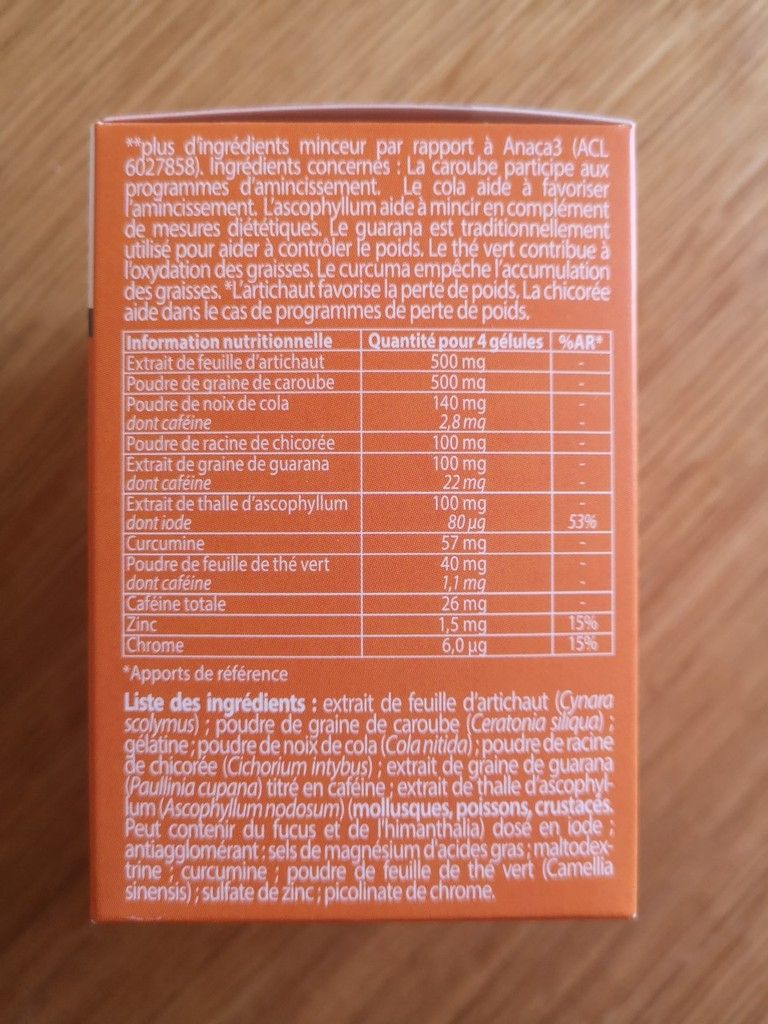 **plus d'ingrédients minceur par rapport à Anaca3 (ACL
6027858). Ingrédients concernés : La caroube participe aux
programmes d'amincissement. Le cola aide à favoriser
l'amincissement. L'ascophyllum aide à mincir en complément
de mesures diététiques. Le guarana est traditionnellement
utilisé pour aider à contrôler le poids. Le thé vert contribue à
l'oxydation des graisses. Le curcuma empêche l'accumulation
des graisses. *L'artichaut favorise la perte de poids. La chicorée
aide dans le cas de programmes de perte de poids.
Information nutritionnelle Quantité pour 4 gélules %AR*
Extrait de feuille d'artichaut 500 mg -
Poudre de graine de caroube 500 mg -
Poudre de noix de cola 140 mg -
dont caféine 2,8 mg -
Poudre de racine de chicorée 100 mg -
Extrait de graine de guarana 100 mg -
dont caféine 22 mg -
Extrait de thalle d'ascophyllum 100 mg -
dont iode 80 µg 53%
Curcumine 57 mg -
Poudre de feuille de thé vert 40 mg -
dont caféine 1,1 mg -
Caféine totale 26 mg -
Zinc 1,5 mg 15%
Chrome 6,0 µg 15%
*Apports de référence
Liste des ingrédients : extrait de feuille d'artichaut (Cynara
scolymus) ; poudre de graine de caroube (Ceratonia siliqua) ;
gélatine ; poudre de noix de cola (Cola nitida) ; poudre de racine
de chicorée (Cichorium intybus) ; extrait de graine de guarana
(Paullinia cupana) titré en caféine ; extrait de thalle d'ascophyl-
lum (Ascophyllum nodosum) (mollusques, poissons, crustacés.
Peut contenir du fucus et de l'himanthalia) dosé en iode ;
antiagglomérant : sels de magnésium d'acides gras ; maltodex-
trine ; curcumine ; poudre de feuille de thé vert (Camellia
sinensis) ; sulfate de zinc ; picolinate de chrome.